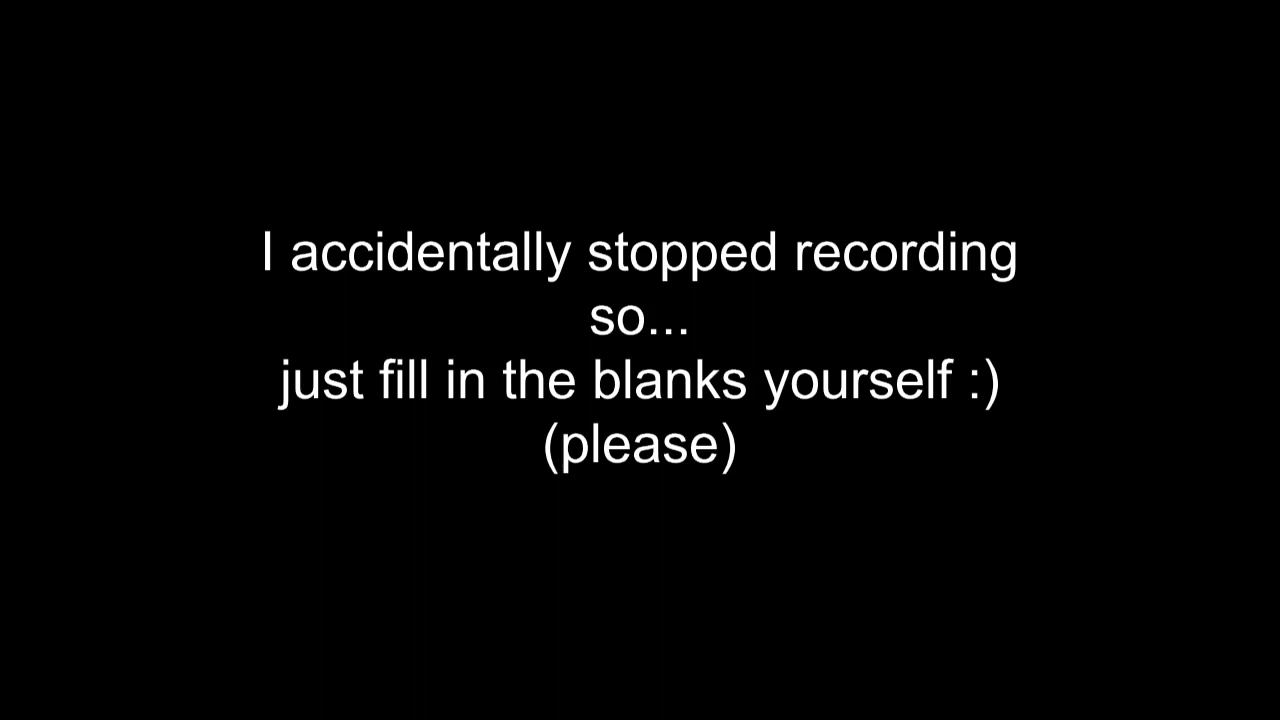 I accidentally stopped recording
so...
just fill in the blanks yourself :)
(please)